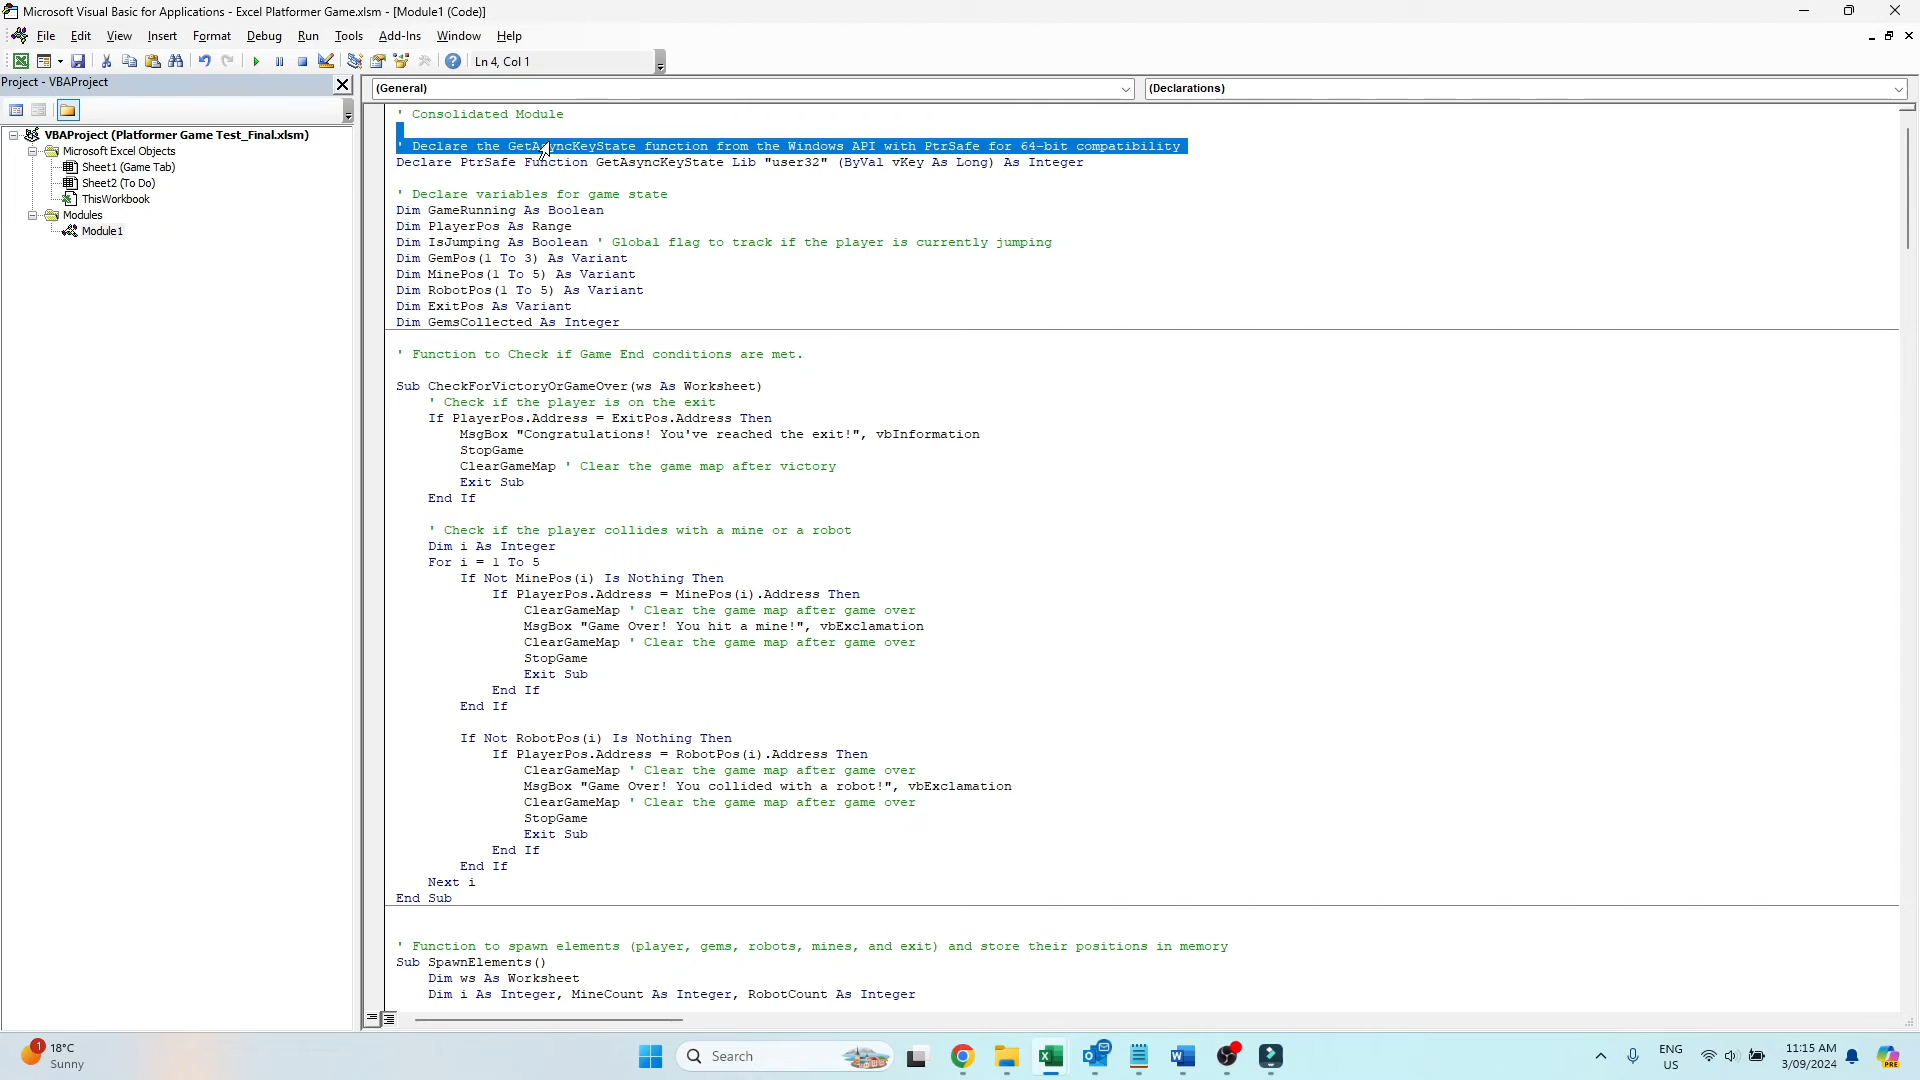 Microsoft Visual Basic for Applications - Excel Platformer Game.xlsm - [Module1 (Code)]
File Edit View Insert Format Debug Run Tools Add-Ins Window Help
Ln 4, Col 1
Project - VBAProject
(General)
(Declarations)
VBAProject (Platformer Game Test_Final.xlsm)
Microsoft Excel Objects
Sheet1 (Game Tab)
Sheet2 (To Do)
ThisWorkbook
Modules
Module1
' Consolidated Module
' Declare the GetAsyncKeyState function from the Windows API with PtrSafe for 64-bit compatibility
Declare PtrSafe Function GetAsyncKeyState Lib "user32" (ByVal vKey As Long) As Integer
' Declare variables for game state
Dim GameRunning As Boolean
Dim PlayerPos As Range
Dim IsJumping As Boolean ' Global flag to track if the player is currently jumping
Dim GemPos(1 To 3) As Variant
Dim MinePos(1 To 5) As Variant
Dim RobotPos(1 To 5) As Variant
Dim ExitPos As Variant
Dim GemsCollected As Integer
' Function to Check if Game End conditions are met.
Sub CheckForVictoryOrGameOver(ws As Worksheet)
' Check if the player is on the exit
If PlayerPos.Address = ExitPos.Address Then
MsgBox "Congratulations! You've reached the exit!", vbInformation
StopGame
ClearGameMap ' Clear the game map after victory
Exit Sub
End If
' Check if the player collides with a mine or a robot
Dim i As Integer
For i = 1 To 5
If Not MinePos(i) Is Nothing Then
If PlayerPos.Address = MinePos(i).Address Then
ClearGameMap ' Clear the game map after game over
MsgBox "Game Over! You hit a mine!", vbExclamation
ClearGameMap ' Clear the game map after game over
StopGame
Exit Sub
End If
End If
If Not RobotPos(i) Is Nothing Then
If PlayerPos.Address = RobotPos(i).Address Then
ClearGameMap ' Clear the game map after game over
MsgBox "Game Over! You collided with a robot!", vbExclamation
ClearGameMap ' Clear the game map after game over
StopGame
Exit Sub
End If
End If
Next i
End Sub
' Function to spawn elements (player, gems, robots, mines, and exit) and store their positions in memory
Sub SpawnElements()
Dim ws As Worksheet
Dim i As Integer, MineCount As Integer, RobotCount As Integer
1
18°C
Sunny
Search
ENG
US
11:15 AM
3/09/2024
PRE